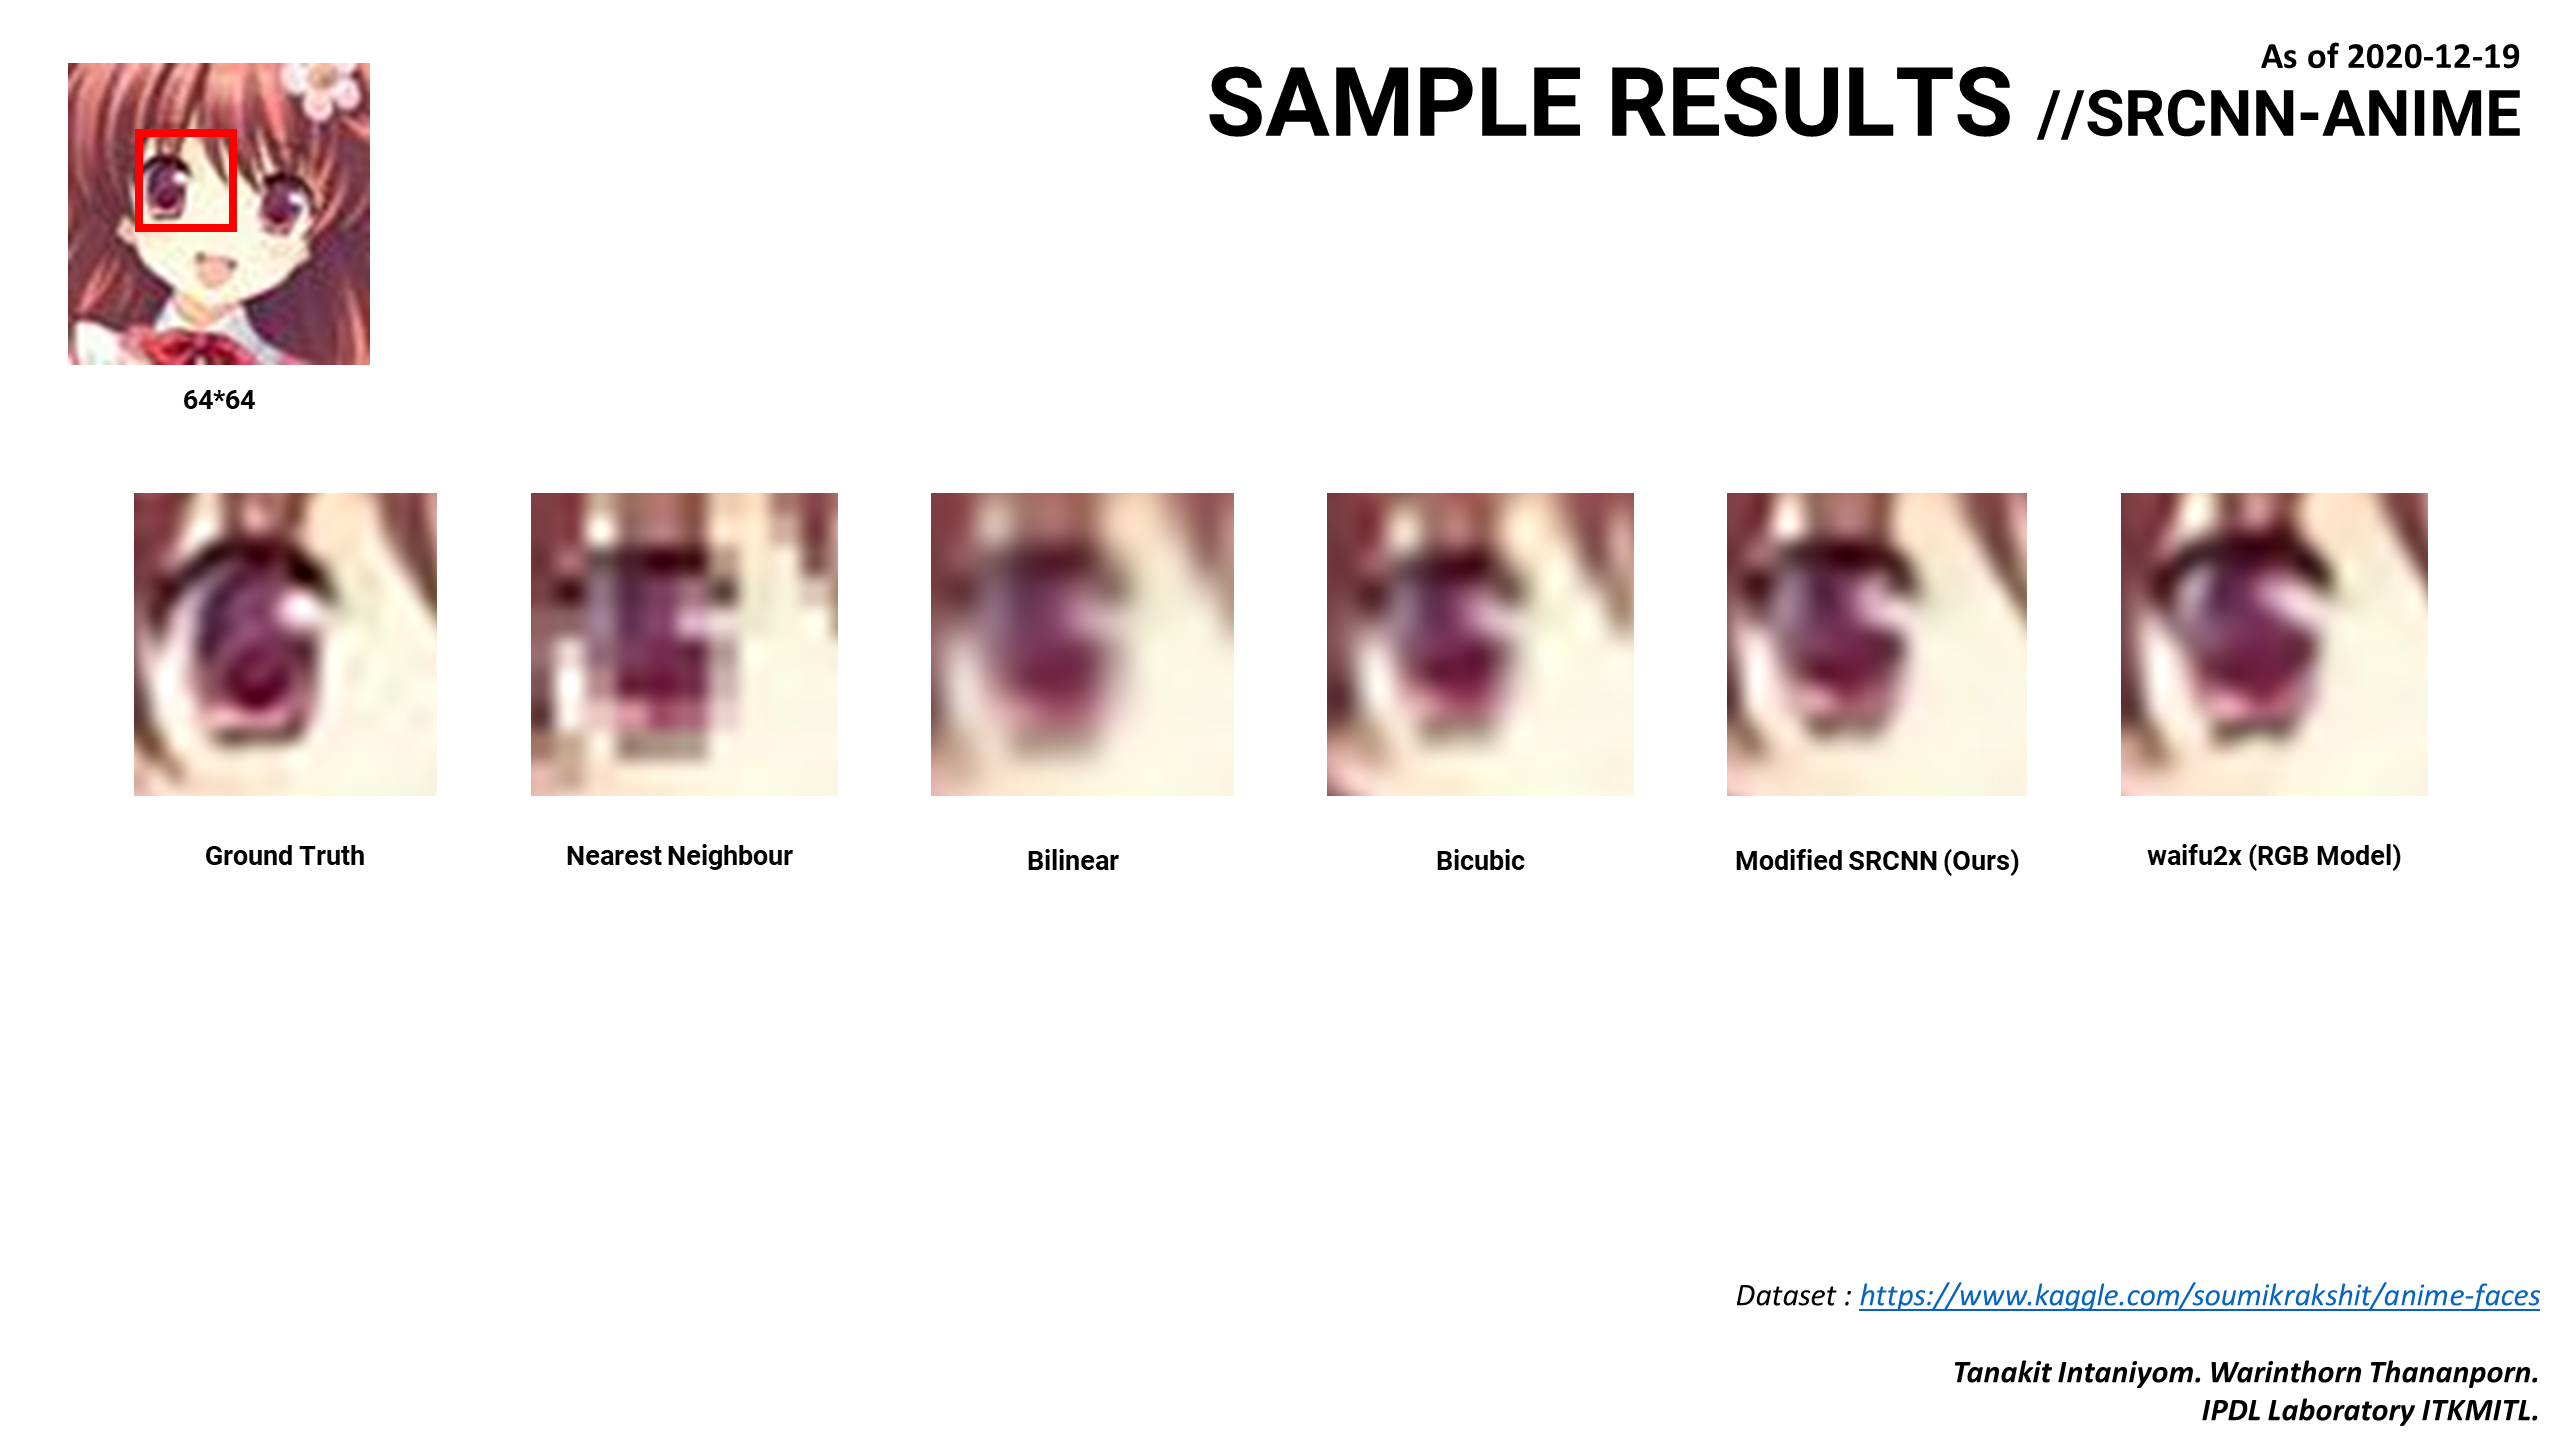 As of 2020-12-19
SAMPLE RESULTS //SRCNN-ANIME
64*64
Ground Truth
Nearest Neighbour
Bilinear
Bicubic
Modified SRCNN (Ours)
waifu2x (RGB Model)
Dataset : https://www.kaggle.com/soumikrakshit/anime-faces
Tanakit Intaniyom. Warinthorn Thananporn.
IPDL Laboratory ITKMITL.